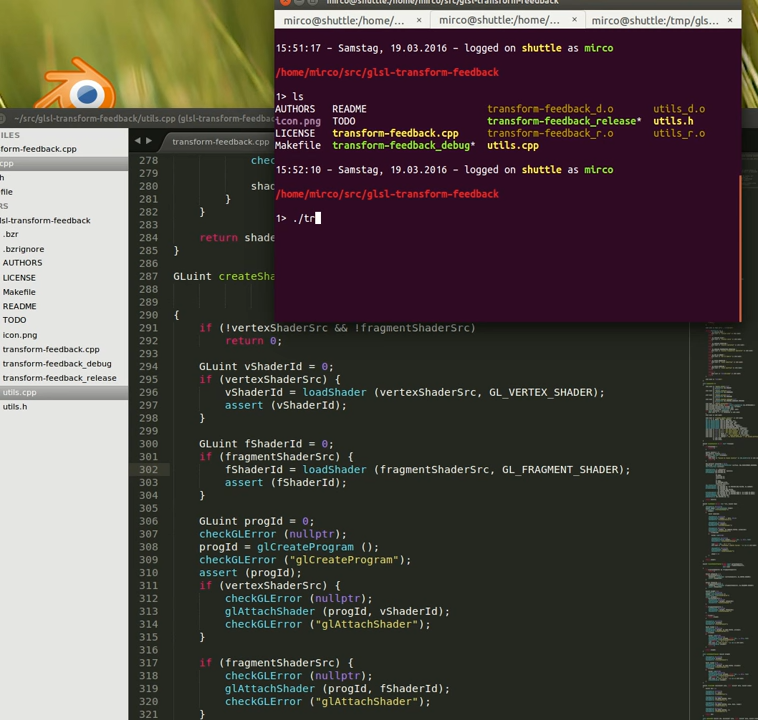 mirco@shuttle:/home/mirco/src/glsl-transform-feedback
mirco@shuttle:/home/... × mirco@shuttle:/home/... × mirco@shuttle:/tmp/gls... ×
15:51:17 - Samstag, 19.03.2016 - logged on shuttle as mirco
/home/mirco/src/glsl-transform-feedback
1> ls
AUTHORS README transform-feedback_d.o utils_d.o
icon.png TODO transform-feedback_release* utils.h
LICENSE transform-feedback.cpp transform-feedback_r.o utils_r.o
Makefile transform-feedback_debug* utils.cpp
15:52:10 - Samstag, 19.03.2016 - logged on shuttle as mirco
/home/mirco/src/glsl-transform-feedback
1> ./tr
~/src/glsl-transform-feedback/utils.cpp (glsl-transform-feedback
ILES
sform-feedback.cpp
cpp
h
file
RS
lsl-transform-feedback
.bzr
.bzrignore
AUTHORS
LICENSE
Makefile
README
TODO
icon.png
transform-feedback.cpp
transform-feedback_debug
transform-feedback_release
utils.cpp
utils.h
transform-feedback.cpp
278 chec
279
280 shad
281 }
282 }
283
284 return shade
285 }
286
287 GLuint createSha
288
289
290 {
291 if (!vertexShaderSrc && !fragmentShaderSrc)
292 return 0;
293
294 GLuint vShaderId = 0;
295 if (vertexShaderSrc) {
296 vShaderId = loadShader (vertexShaderSrc, GL_VERTEX_SHADER);
297 assert (vShaderId);
298 }
299
300 GLuint fShaderId = 0;
301 if (fragmentShaderSrc) {
302 fShaderId = loadShader (fragmentShaderSrc, GL_FRAGMENT_SHADER);
303 assert (fShaderId);
304 }
305
306 GLuint progId = 0;
307 checkGLError (nullptr);
308 progId = glCreateProgram ();
309 checkGLError ("glCreateProgram");
310 assert (progId);
311 if (vertexShaderSrc) {
312 checkGLError (nullptr);
313 glAttachShader (progId, vShaderId);
314 checkGLError ("glAttachShader");
315 }
316
317 if (fragmentShaderSrc) {
318 checkGLError (nullptr);
319 glAttachShader (progId, fShaderId);
320 checkGLError ("glAttachShader");
321 }